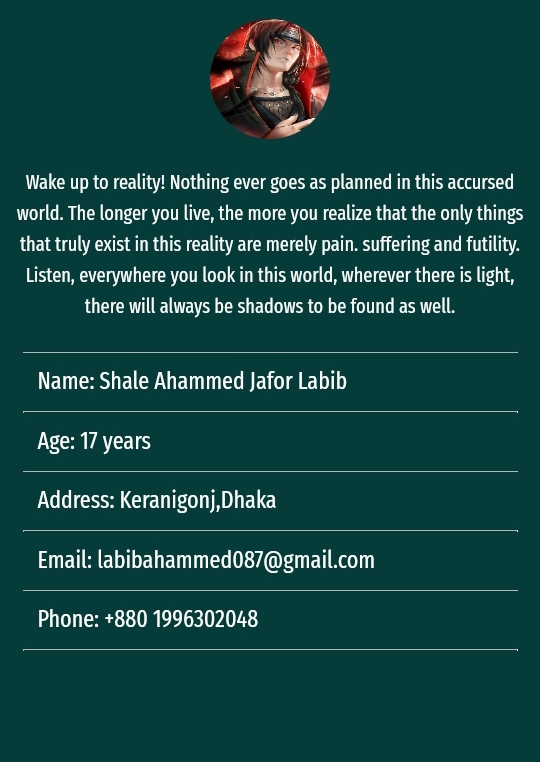 Wake up to reality! Nothing ever goes as planned in this accursed
world. The longer you live, the more you realize that the only things
that truly exist in this reality are merely pain. suffering and futility.
Listen, everywhere you look in this world, wherever there is light,
there will always be shadows to be found as well.
Name: Shale Ahammed Jafor Labib
Age: 17 years
Address: Keranigonj,Dhaka
Email: labibahammed087@gmail.com
Phone: +880 1996302048